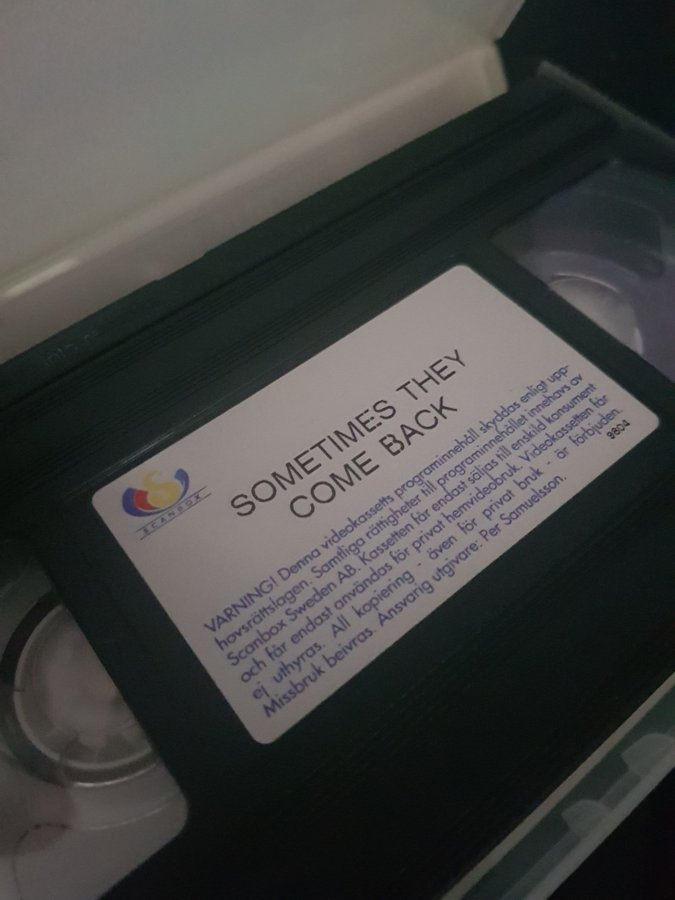 SCANBOX
SOMETIMES THEY
COME BACK
VARNING! Denna videokassetts programinnehåll skyddas enligt upp-
hovsrättslagen. Samtliga rättigheter till programinnehållet innehavs av
Scanbox Sweden AB. Kassetten får endast säljas till enskild konsument
och får endast användas för privat hemvideobruk. Videokassetten får
ej uthyras. All kopiering - även för privat bruk - är förbjuden.
Missbruk beivras. Ansvarig utgivare: Per Samuelsson.
9804